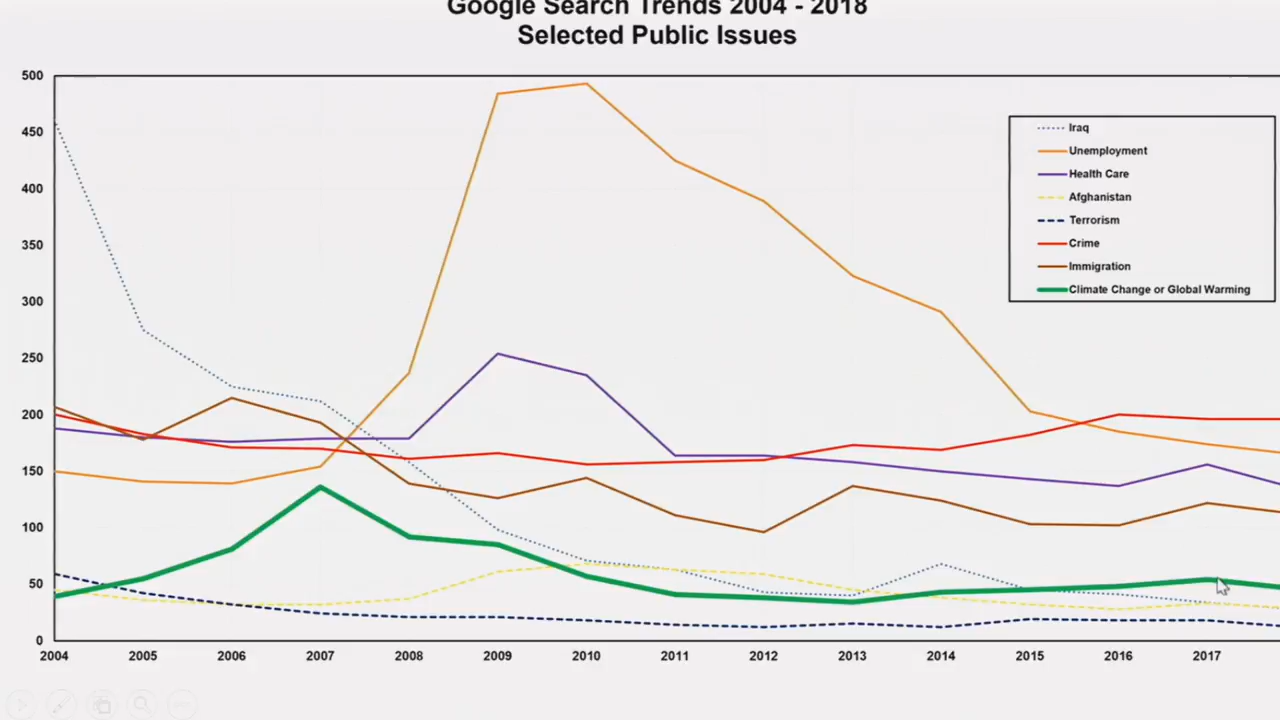 Google Search Trends 2004 - 2018
Selected Public Issues
500
450
400
350
300
250
200
150
100
50
0
Iraq
Unemployment
Health Care
Afghanistan
Terrorism
Crime
Immigration
Climate Change or Global Warming
2004 2005 2006 2007 2008 2009 2010 2011 2012 2013 2014 2015 2016 2017